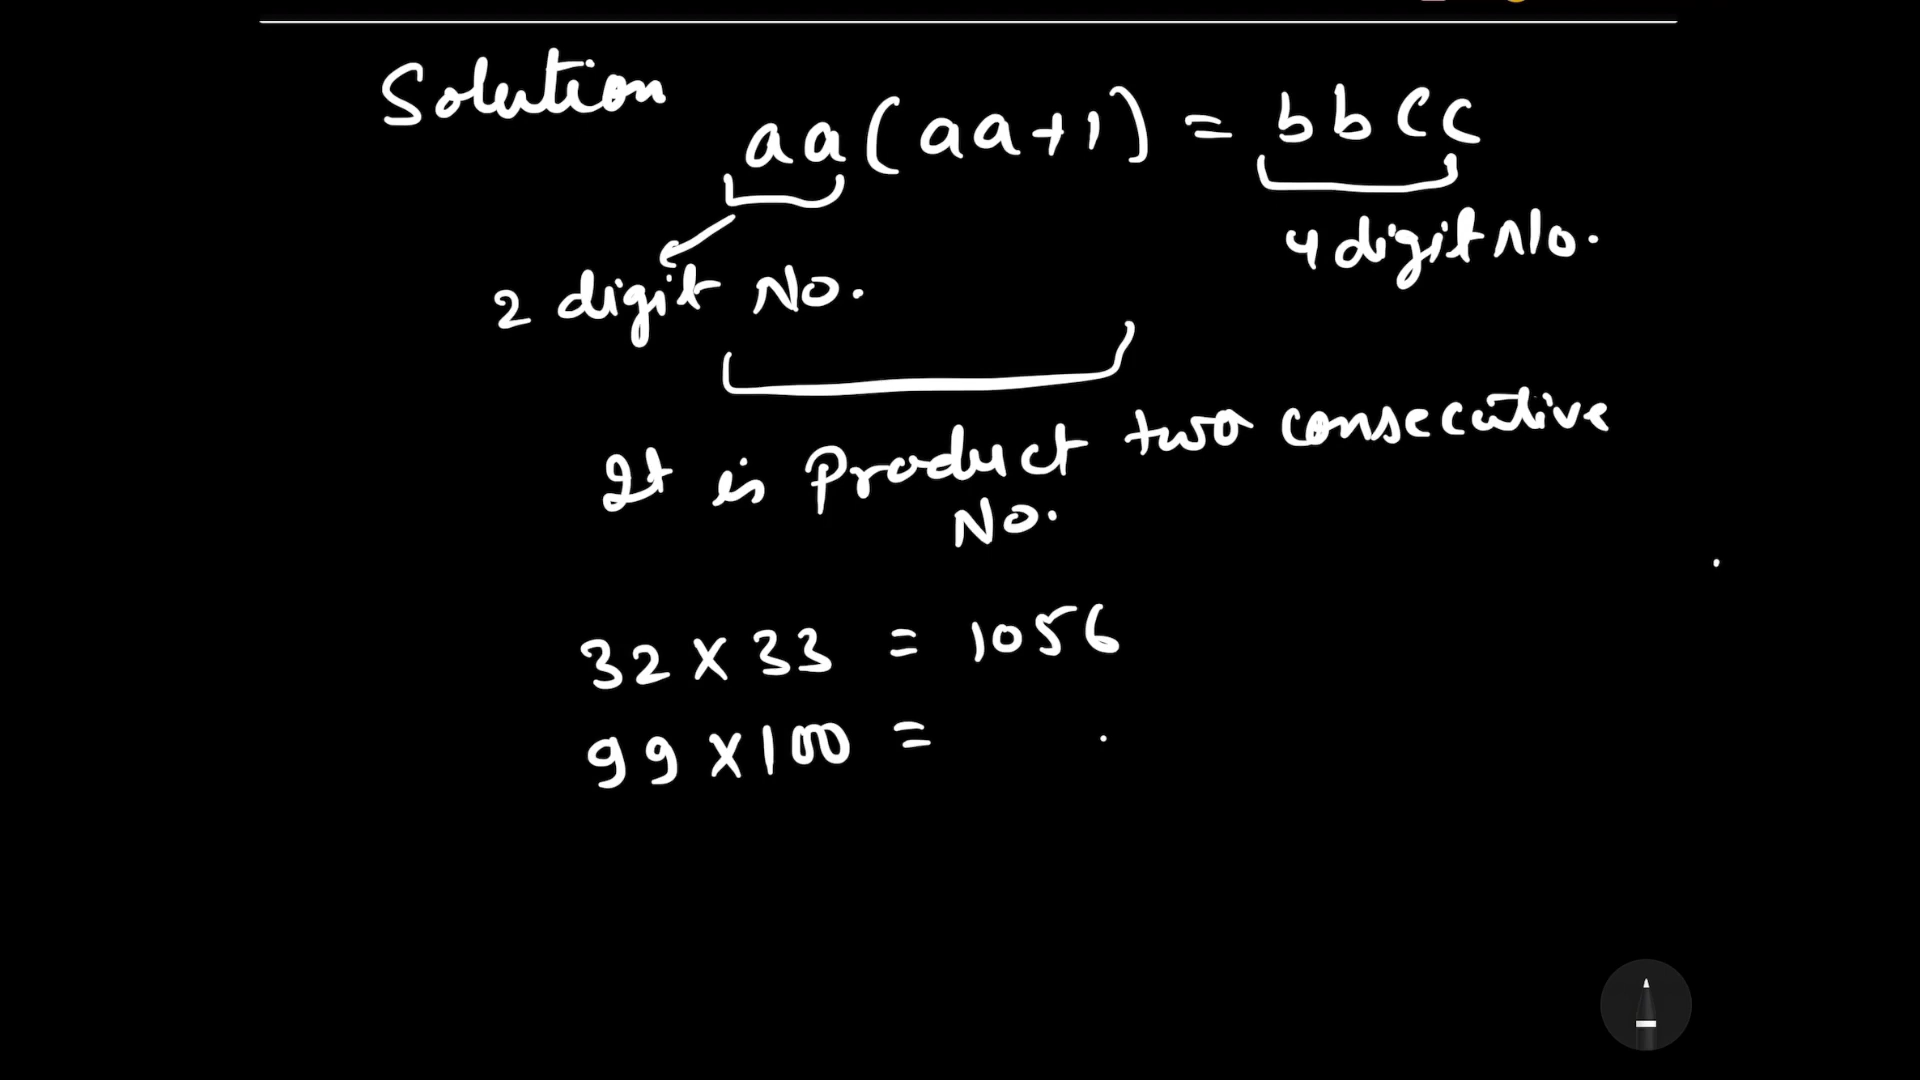 Solution
aa(aa+1) = bbCc
2 digit No.
4 digit No.
It is Product two consecutive
No.
32 X 33 = 1056
99 X 100 =